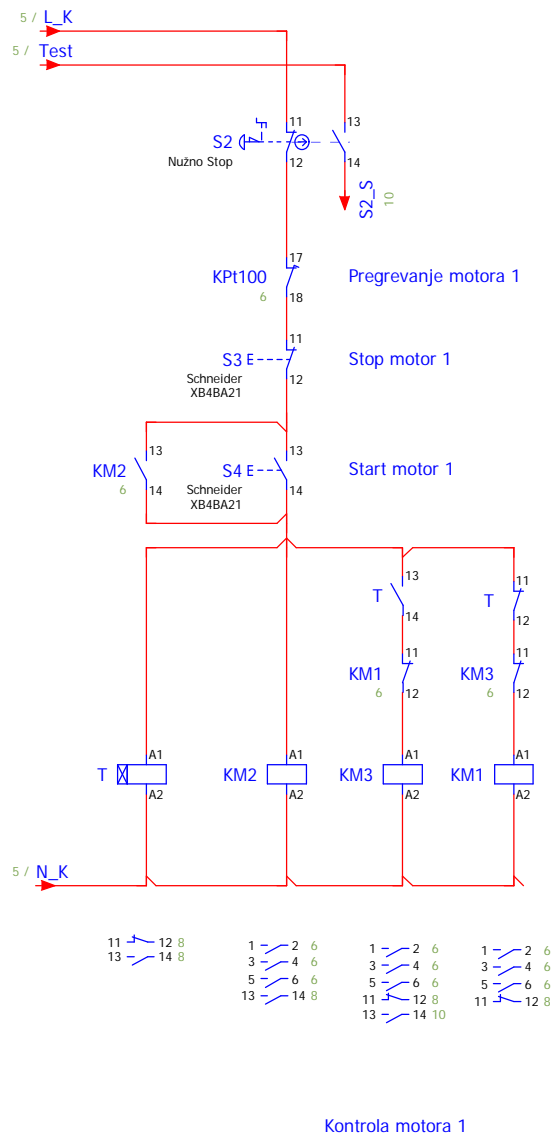 5 / L_K
5 / Test
11 13
S2
12 14
Nužno Stop
S2_S
10
17
KPt100 Pregrevanje motora 1
6 18
11
S3 E Stop motor 1
Schneider 12
XB4BA21
13 13
KM2 S4 E Start motor 1
6 14 Schneider 14
XB4BA21
13 11
T T
14 12
11 11
KM1 KM3
6 12 6 12
A1 A1 A1 A1
T KM2 KM3 KM1
A2 A2 A2 A2
5 / N_K
11 12 8
13 14 8
1 2 6
3 4 6
5 6 6
13 14 8
1 2 6
3 4 6
5 6 6
11 12 8
13 14 10
1 2 6
3 4 6
5 6 6
11 12 8
Kontrola motora 1